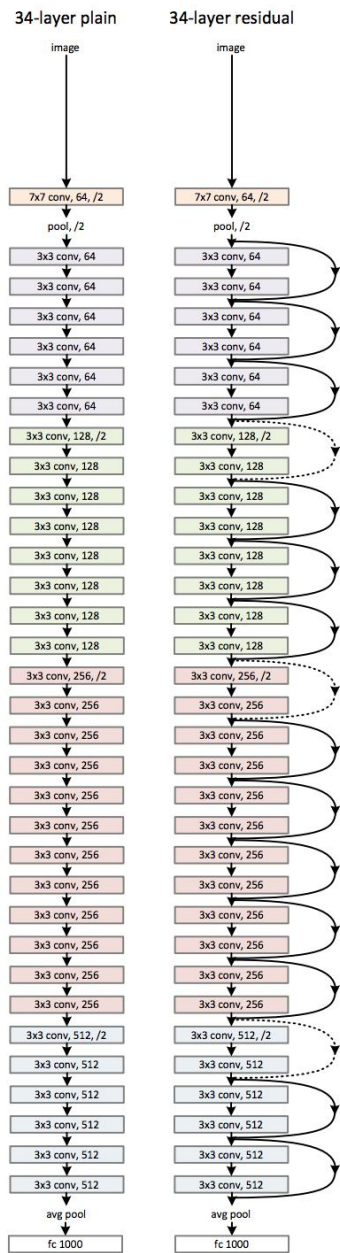 34-layer plain
image
7x7 conv, 64, /2
pool, /2
3x3 conv, 64
3x3 conv, 64
3x3 conv, 64
3x3 conv, 64
3x3 conv, 64
3x3 conv, 64
3x3 conv, 128, /2
3x3 conv, 128
3x3 conv, 128
3x3 conv, 128
3x3 conv, 128
3x3 conv, 128
3x3 conv, 128
3x3 conv, 128
3x3 conv, 256, /2
3x3 conv, 256
3x3 conv, 256
3x3 conv, 256
3x3 conv, 256
3x3 conv, 256
3x3 conv, 256
3x3 conv, 256
3x3 conv, 256
3x3 conv, 256
3x3 conv, 256
3x3 conv, 256
3x3 conv, 512, /2
3x3 conv, 512
3x3 conv, 512
3x3 conv, 512
3x3 conv, 512
3x3 conv, 512
avg pool
fc 1000
34-layer residual
image
7x7 conv, 64, /2
pool, /2
3x3 conv, 64
3x3 conv, 64
3x3 conv, 64
3x3 conv, 64
3x3 conv, 64
3x3 conv, 64
3x3 conv, 128, /2
3x3 conv, 128
3x3 conv, 128
3x3 conv, 128
3x3 conv, 128
3x3 conv, 128
3x3 conv, 128
3x3 conv, 128
3x3 conv, 256, /2
3x3 conv, 256
3x3 conv, 256
3x3 conv, 256
3x3 conv, 256
3x3 conv, 256
3x3 conv, 256
3x3 conv, 256
3x3 conv, 256
3x3 conv, 256
3x3 conv, 256
3x3 conv, 256
3x3 conv, 512, /2
3x3 conv, 512
3x3 conv, 512
3x3 conv, 512
3x3 conv, 512
3x3 conv, 512
avg pool
fc 1000